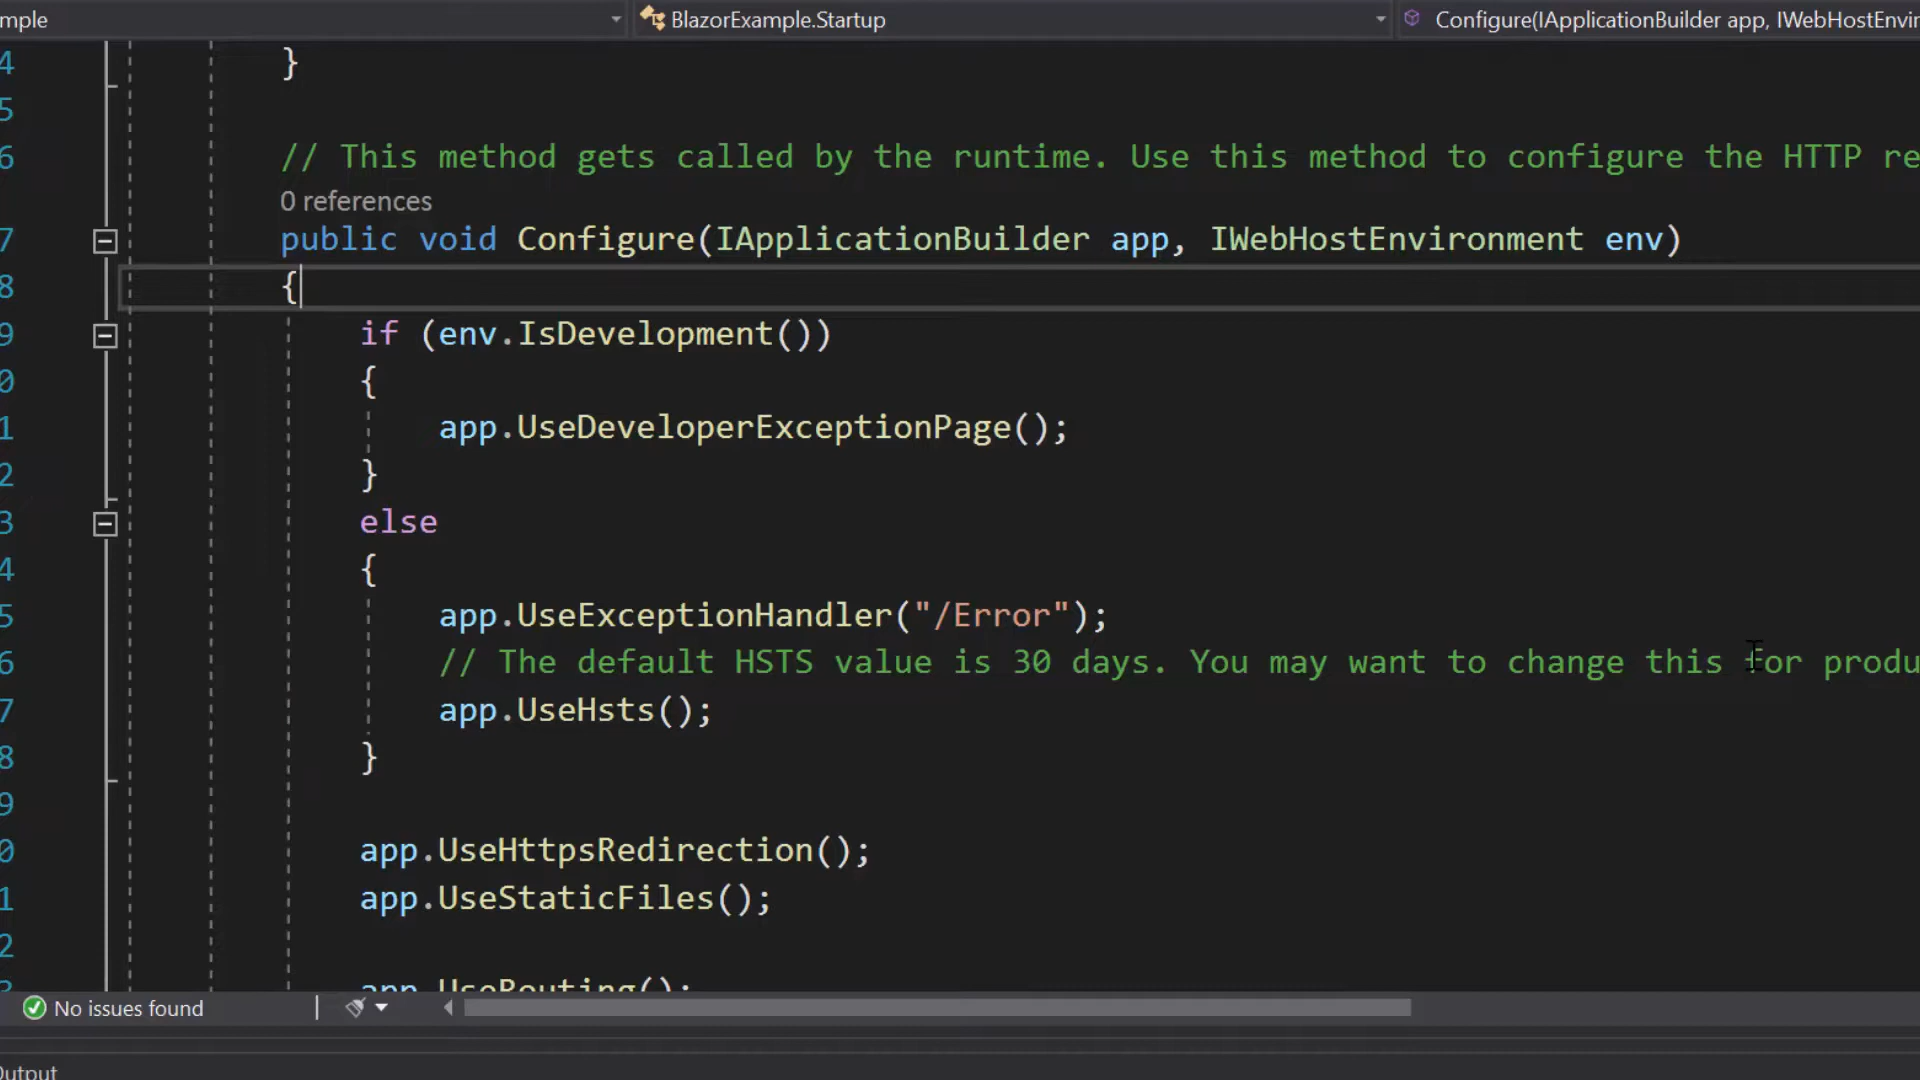 mple BlazorExample.Startup Configure(IApplicationBuilder app, IWebHostEnvir
4 }
5
6 // This method gets called by the runtime. Use this method to configure the HTTP re
0 references
7 public void Configure(IApplicationBuilder app, IWebHostEnvironment env)
8 {
9 if (env.IsDevelopment())
0 {
1 app.UseDeveloperExceptionPage();
2 }
3 else
4 {
5 app.UseExceptionHandler("/Error");
6 // The default HSTS value is 30 days. You may want to change this for produ
7 app.UseHsts();
8 }
9
0 app.UseHttpsRedirection();
1 app.UseStaticFiles();
2
3 app.UseRouting();
No issues found
Output